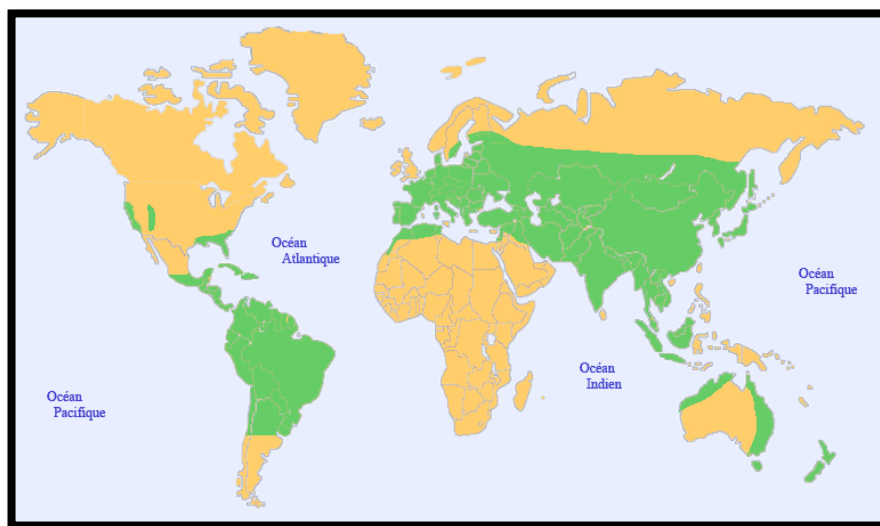 Océan
Atlantique
Océan
Pacifique
Océan
Indien
Océan
Pacifique